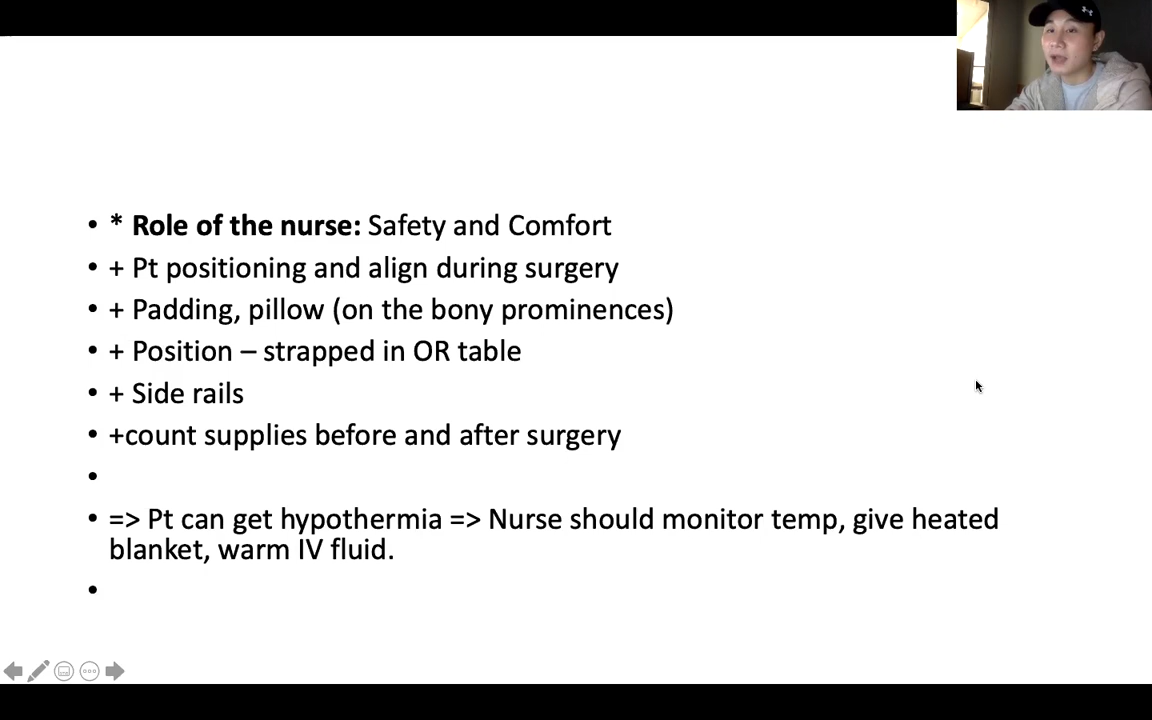 • * Role of the nurse: Safety and Comfort
• + Pt positioning and align during surgery
• + Padding, pillow (on the bony prominences)
• + Position – strapped in OR table
• + Side rails
• +count supplies before and after surgery
•
• => Pt can get hypothermia => Nurse should monitor temp, give heated
blanket, warm IV fluid.
•